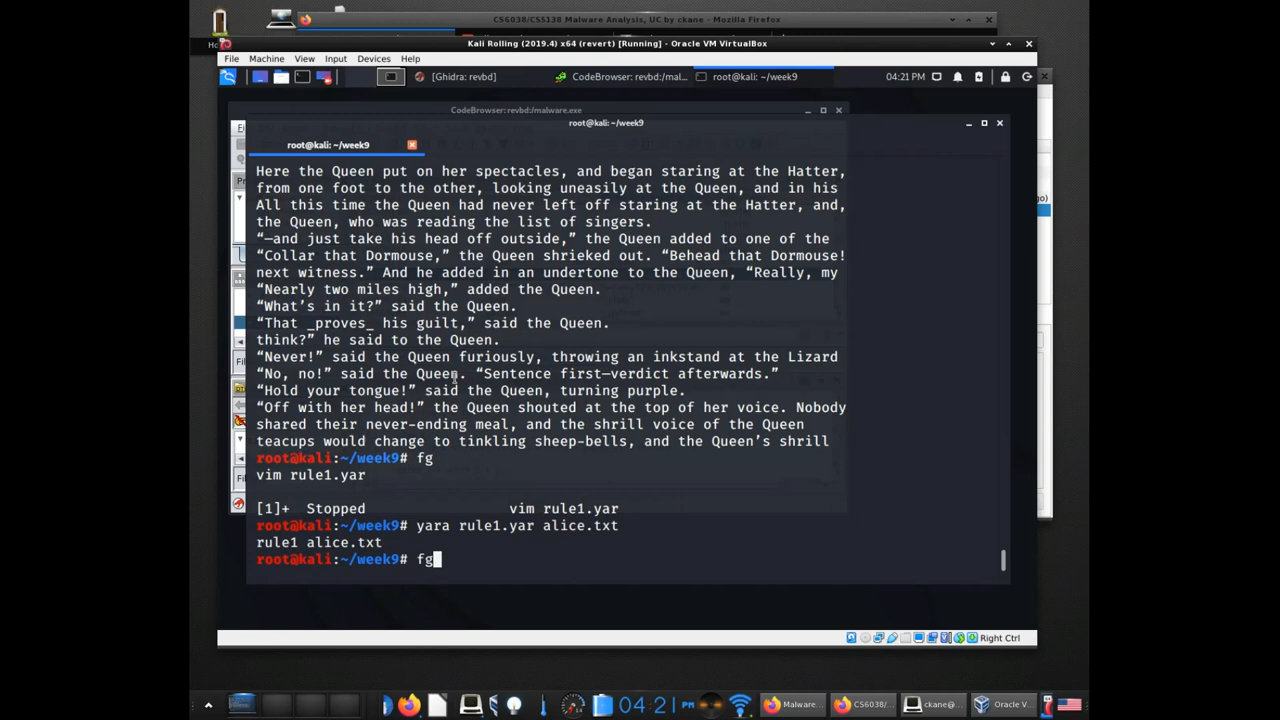 CS6038/CS5138 Malware Analysis, UC by ckane - Mozilla Firefox
Kali Rolling (2019.4) x64 (revert) [Running] - Oracle VM VirtualBox
File Machine View Input Devices Help
[Ghidra: revbd]
CodeBrowser: revbd:/mal...
root@kali: ~/week9
04:21 PM
CodeBrowser: revbd:/malware.exe
root@kali: ~/week9
root@kali: ~/week9
Here the Queen put on her spectacles, and began staring at the Hatter,
from one foot to the other, looking uneasily at the Queen, and in his
All this time the Queen had never left off staring at the Hatter, and,
the Queen, who was reading the list of singers.
“—and just take his head off outside,” the Queen added to one of the
“Collar that Dormouse,” the Queen shrieked out. “Behead that Dormouse!
next witness.” And he added in an undertone to the Queen, “Really, my
“Nearly two miles high,” added the Queen.
“What’s in it?” said the Queen.
“That _proves_ his guilt,” said the Queen.
think?” he said to the Queen.
“Never!” said the Queen furiously, throwing an inkstand at the Lizard
“No, no!” said the Queen. “Sentence first—verdict afterwards.”
“Hold your tongue!” said the Queen, turning purple.
“Off with her head!” the Queen shouted at the top of her voice. Nobody
shared their never-ending meal, and the shrill voice of the Queen
teacups would change to tinkling sheep-bells, and the Queen’s shrill
root@kali:~/week9# fg
vim rule1.yar
[1]+ Stopped vim rule1.yar
root@kali:~/week9# yara rule1.yar alice.txt
rule1 alice.txt
root@kali:~/week9# fg
Right Ctrl
04:21 PM
Malware...
CS6038/...
ckane@...
Oracle V...